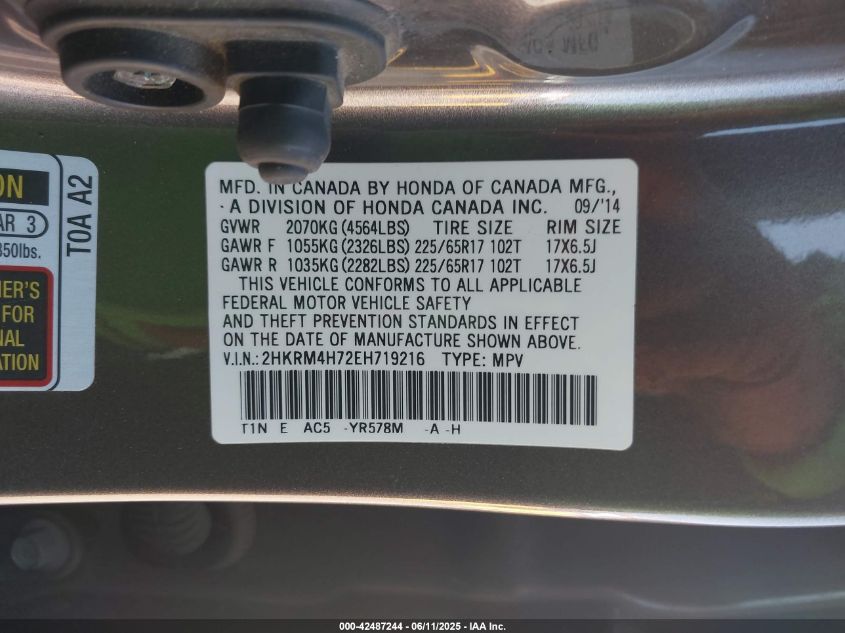 MFD. IN CANADA BY HONDA OF CANADA MFG.,
A DIVISION OF HONDA CANADA INC. 09/'14
GVWR 2070KG(4564LBS) TIRE SIZE RIM SIZE
GAWR F 1055KG(2326LBS) 225/65R17 102T 17X6.5J
GAWR R 1035KG(2282LBS) 225/65R17 102T 17X6.5J
THIS VEHICLE CONFORMS TO ALL APPLICABLE
FEDERAL MOTOR VEHICLE SAFETY
AND THEFT PREVENTION STANDARDS IN EFFECT
ON THE DATE OF MANUFACTURE SHOWN ABOVE.
V.I.N.: 2HKRM4H72EH719216 TYPE: MPV
T1N E AC5 -YR578M -A -H
ON
AR 3
350lbs.
ER'S
FOR
NAL
ATION
TOA A2
000-42487244 - 06/11/2025 - IAA Inc.